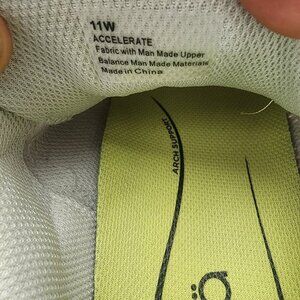 11W
ACCELERATE
Fabric with Man Made Upper
Balance Man Made Materials
Made in China
ARCH SUPPORT